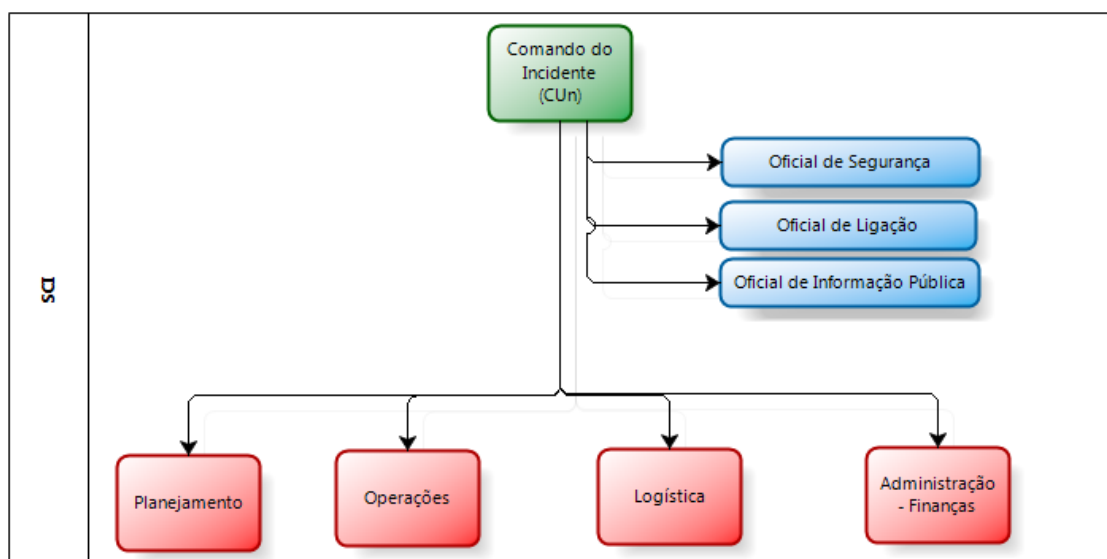 SCI
Comando do
Incidente
(CUn)
Oficial de Segurança
Oficial de Ligação
Oficial de Informação Pública
Planejamento
Operações
Logística
Administração
- Finanças